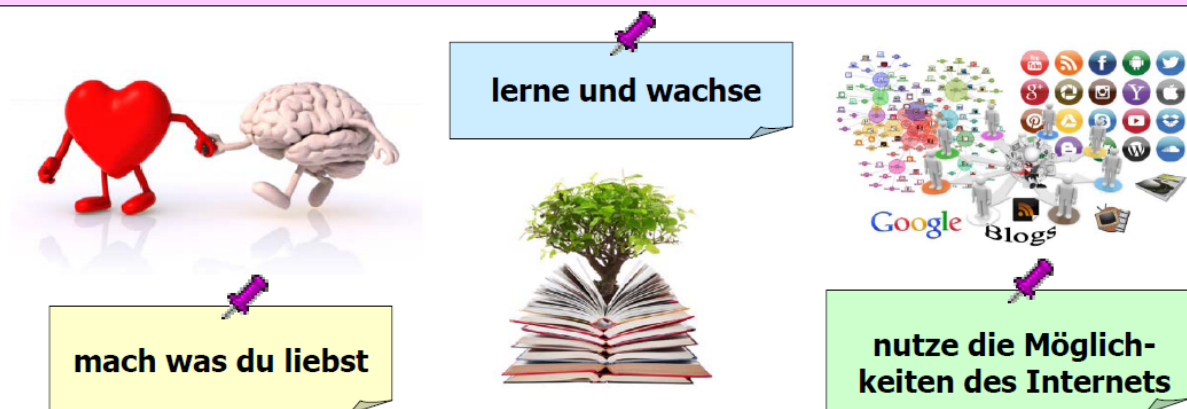 lerne und wachse
Google
Blogs
mach was du liebst
nutze die Möglich-
keiten des Internets